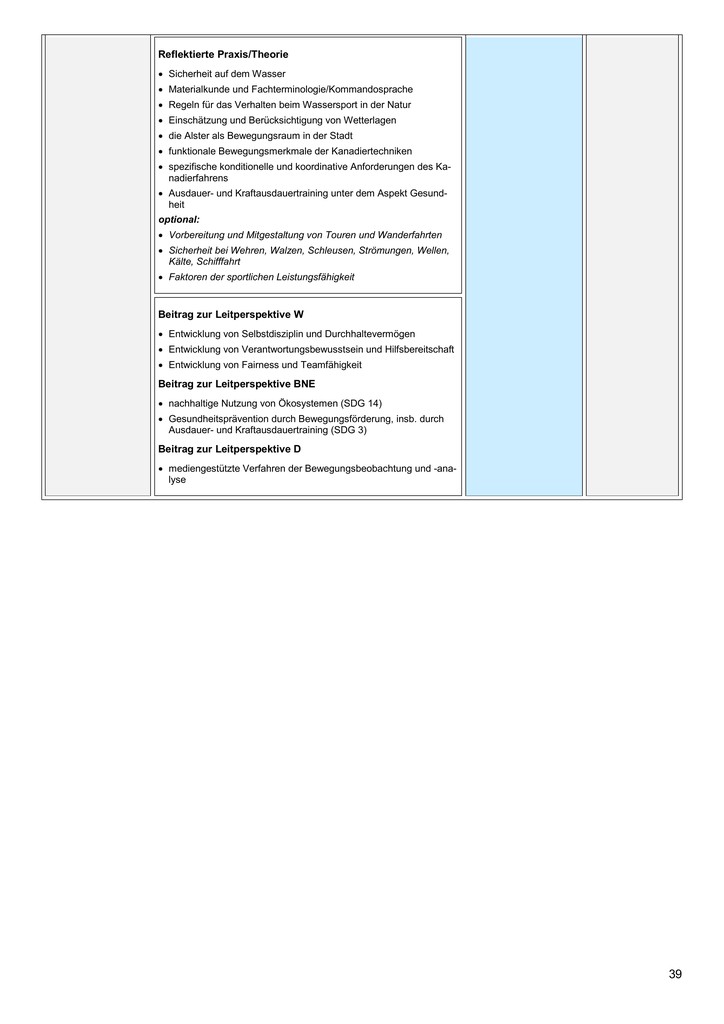 Reflektierte Praxis/Theorie
• Sicherheit auf dem Wasser
• Materialkunde und Fachterminologie/Kommandosprache
• Regeln für das Verhalten beim Wassersport in der Natur
• Einschätzung und Berücksichtigung von Wetterlagen
• die Alster als Bewegungsraum in der Stadt
• funktionale Bewegungsmerkmale der Kanadiertechniken
• spezifische konditionelle und koordinative Anforderungen des Ka-
nadierfahrens
• Ausdauer- und Kraftausdauertraining unter dem Aspekt Gesund-
heit
optional:
• Vorbereitung und Mitgestaltung von Touren und Wanderfahrten
• Sicherheit bei Wehren, Walzen, Schleusen, Strömungen, Wellen,
Kälte, Schifffahrt
• Faktoren der sportlichen Leistungsfähigkeit
Beitrag zur Leitperspektive W
• Entwicklung von Selbstdisziplin und Durchhaltevermögen
• Entwicklung von Verantwortungsbewusstsein und Hilfsbereitschaft
• Entwicklung von Fairness und Teamfähigkeit
Beitrag zur Leitperspektive BNE
• nachhaltige Nutzung von Ökosystemen (SDG 14)
• Gesundheitsprävention durch Bewegungsförderung, insb. durch
Ausdauer- und Kraftausdauertraining (SDG 3)
Beitrag zur Leitperspektive D
• mediengestützte Verfahren der Bewegungsbeobachtung und -ana-
lyse
39